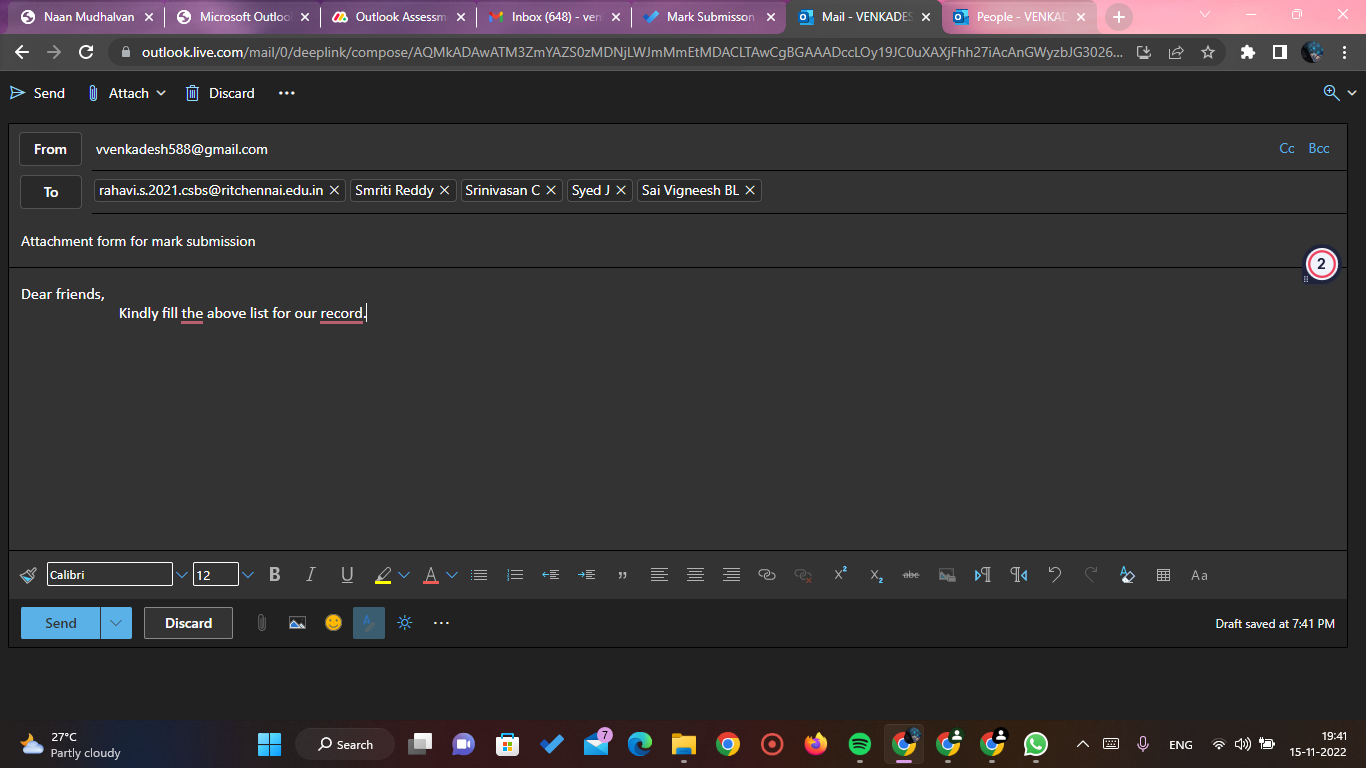 Naan Mudhalvan
Microsoft Outloo
Outlook Assessm
Inbox (648) - ven
Mark Submisson
Mail - VENKADES
People - VENKAD
outlook.live.com/mail/0/deeplink/compose/AQMkADAwATM3ZmYAZS0zMDNjLWJmMmEtMDACLTAwCgBGAAADccLOy19JC0uXAXjFhh27iAcAnGWyzbJG3026...
Send Attach Discard
From vvenkadesh588@gmail.com Cc Bcc
To rahavi.s.2021.csbs@ritchennai.edu.in Smriti Reddy Srinivasan C Syed J Sai Vigneesh BL
Attachment form for mark submission
2
Dear friends,
Kindly fill the above list for our record.
Calibri 12 B I U A abc Aa
Send Discard Draft saved at 7:41 PM
27°C
Partly cloudy
Search
7
ENG
19:41
15-11-2022